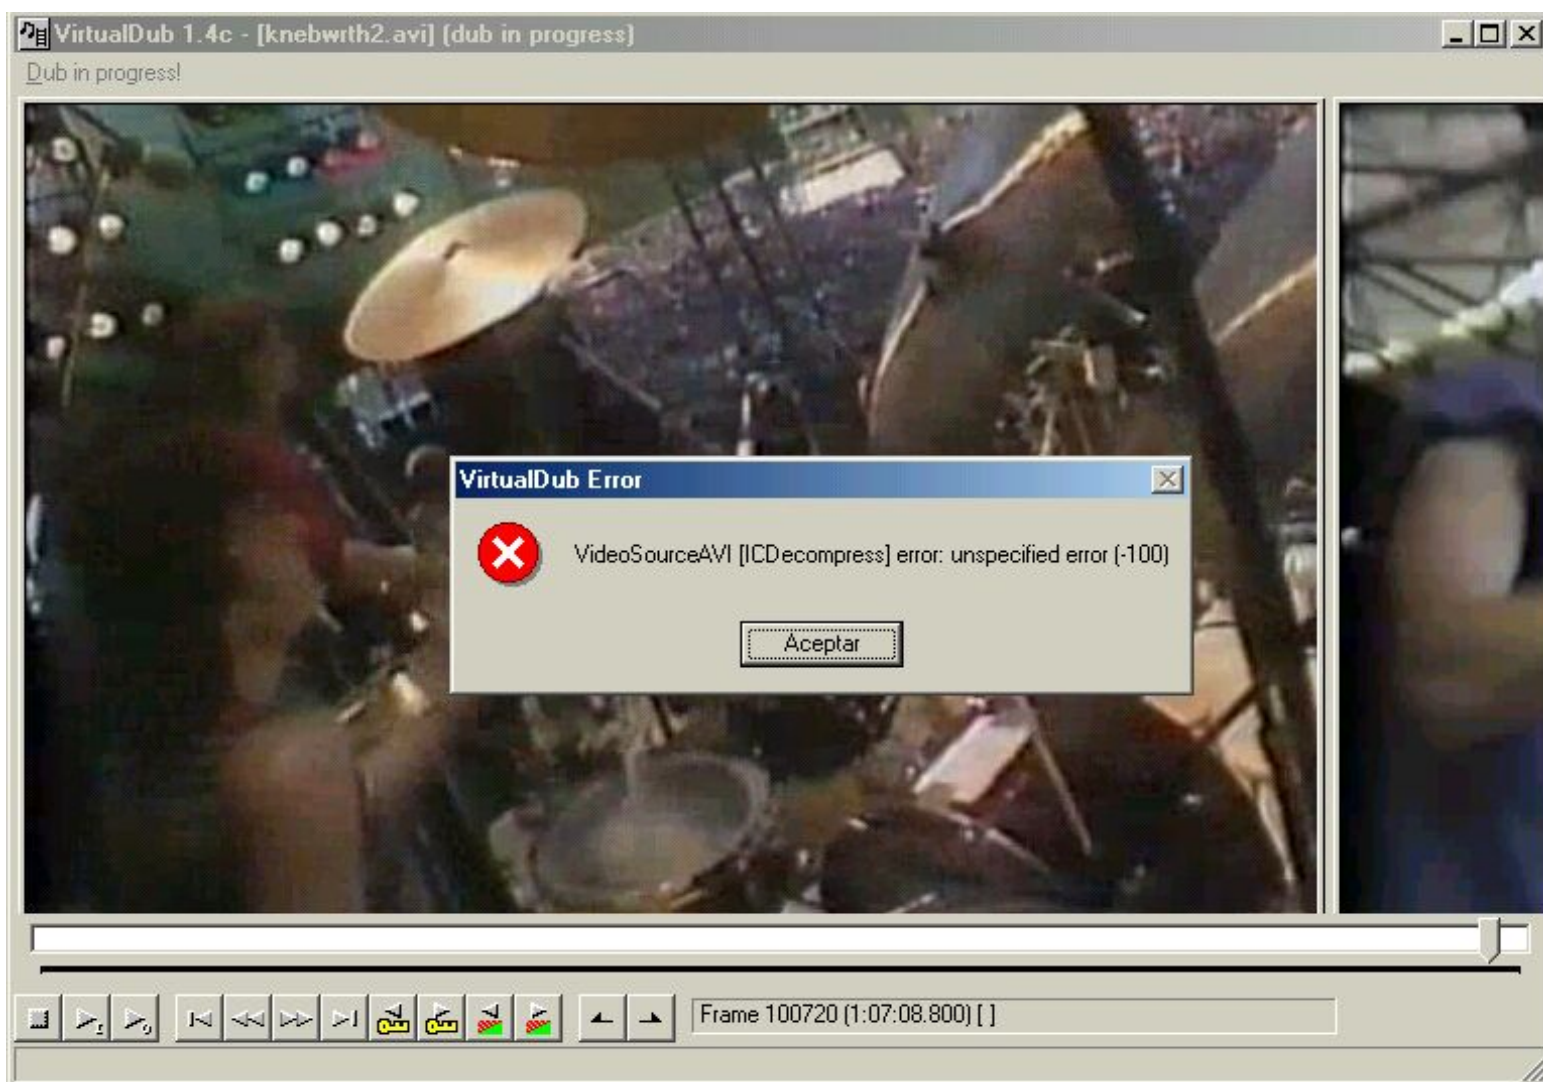 VirtualDub 1.4c - [knebwrth2.avi] (dub in progress)
Dub in progress!
VirtualDub Error
VideoSourceAVI [ICDecompress] error: unspecified error (-100)
Aceptar
Frame 100720 (1:07:08.800) [ ]